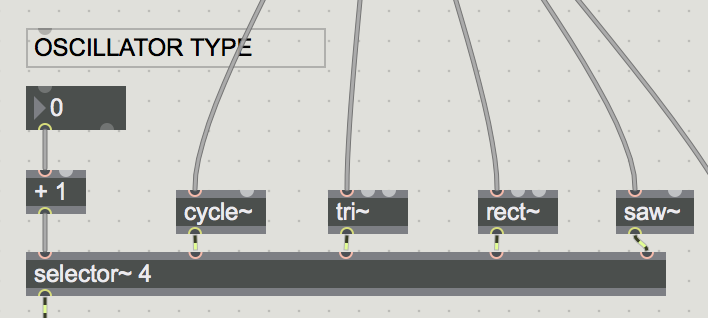 OSCILLATOR TYPE
0
+ 1
cycle~
tri~
rect~
saw~
selector~ 4